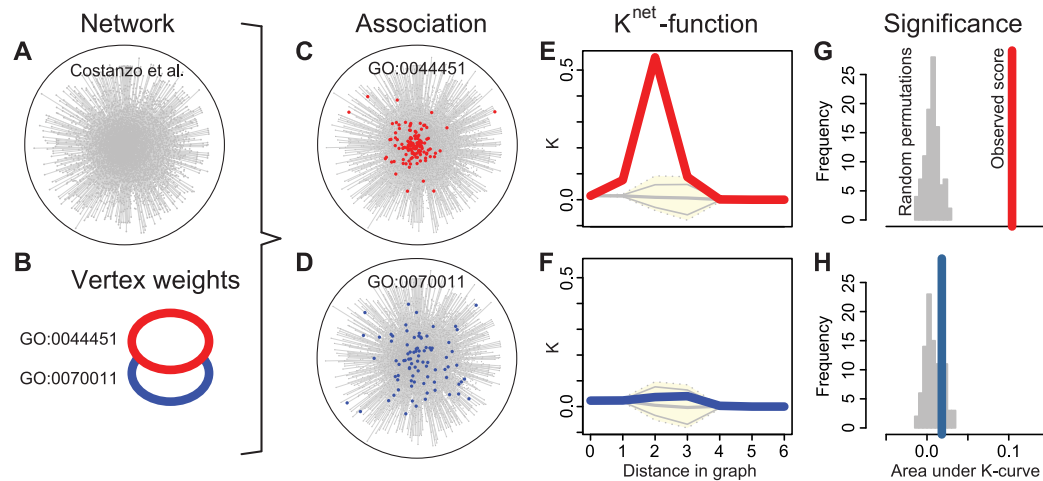 Network
Association
K^net-function
Significance
A
Costanzo et al.
B
Vertex weights
GO:0044451
GO:0070011
C
GO:0044451
D
GO:0070011
E
K
0.5
0.0
F
K
0.5
0.0
0 1 2 3 4 5 6
Distance in graph
G
Frequency
25
20
15
10
5
0
Random permutations
Observed score
H
Frequency
25
20
15
10
5
0
0.0 0.1
Area under K-curve